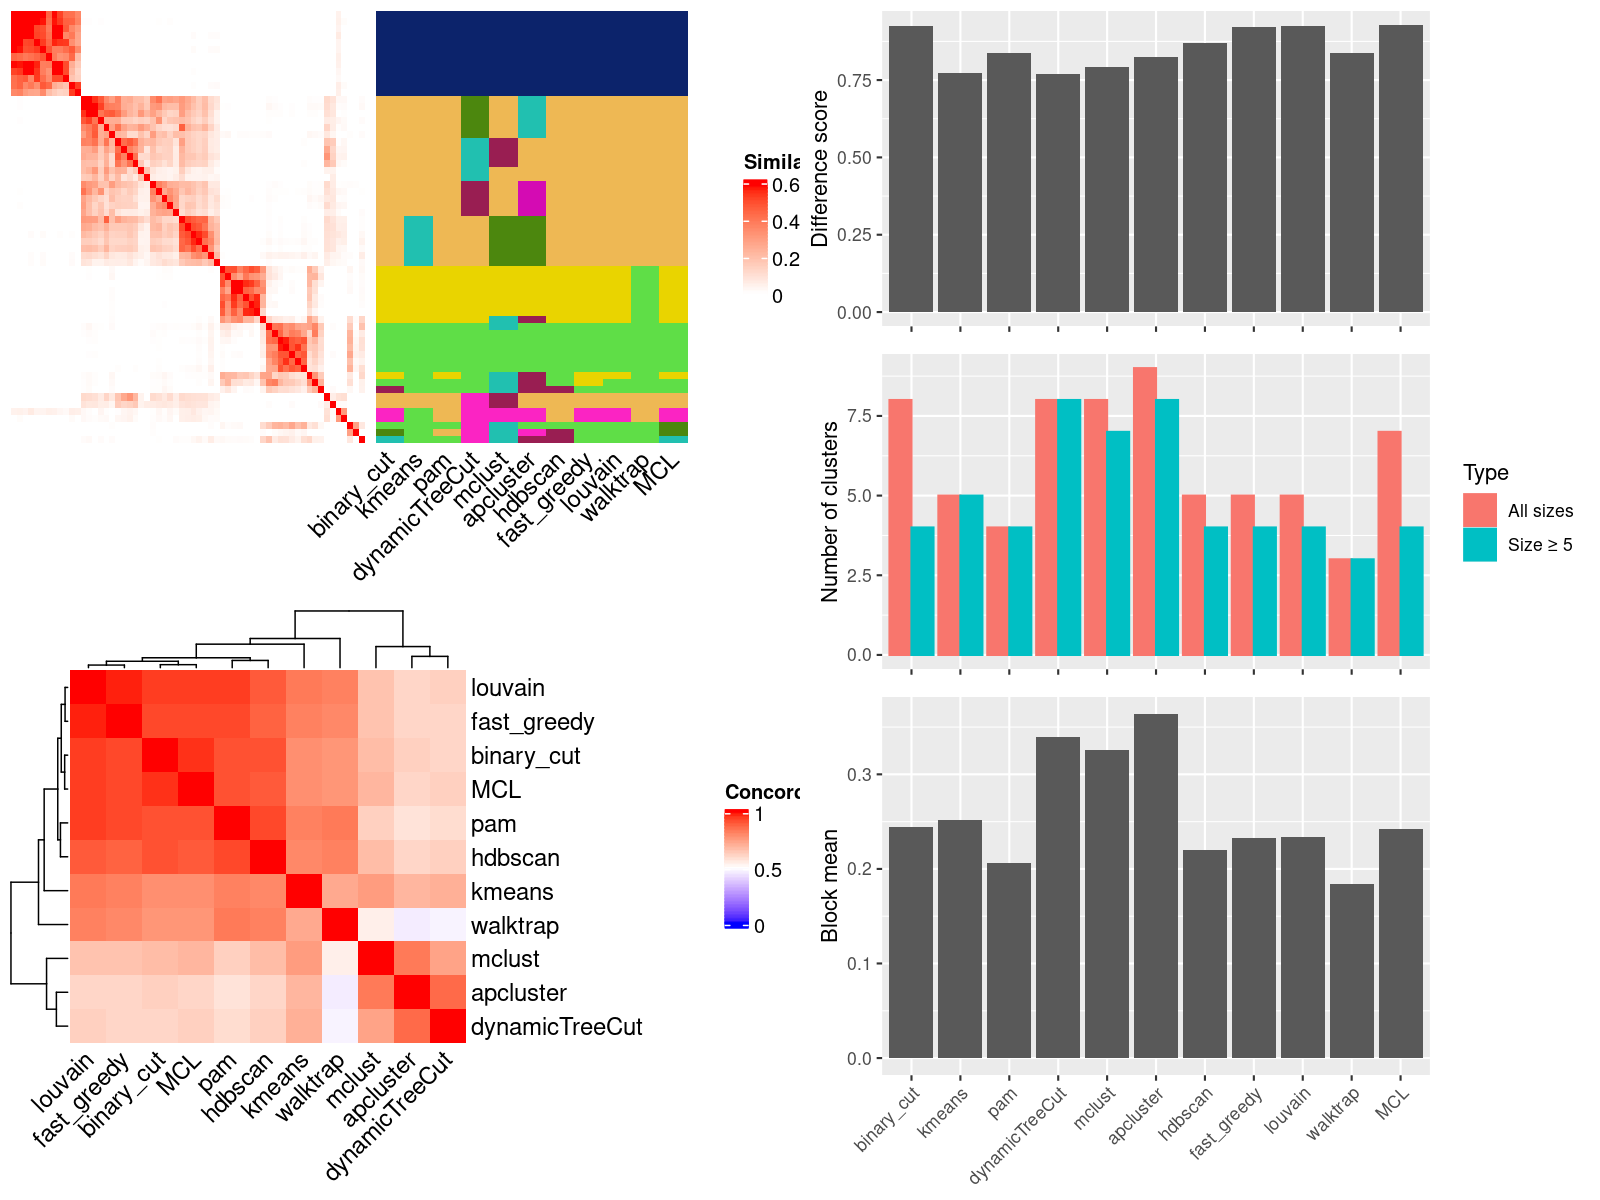 Simila
0.6
0.4
0.2
0
binary_cut
kmeans
pam
dynamicTreeCut
mclust
apcluster
hdbscan
fast_greedy
louvain
walktrap
MCL
louvain
fast_greedy
binary_cut
MCL
pam
hdbscan
kmeans
walktrap
mclust
apcluster
dynamicTreeCut
louvain
fast_greedy
binary_cut
MCL
pam
hdbscan
kmeans
walktrap
mclust
apcluster
dynamicTreeCut
Concord
1
0.5
0
Difference score
0.75
0.50
0.25
0.00
Number of clusters
7.5
5.0
2.5
0.0
Type
All sizes
Size ≥ 5
Block mean
0.3
0.2
0.1
0.0
binary_cut
kmeans
pam
dynamicTreeCut
mclust
apcluster
hdbscan
fast_greedy
louvain
walktrap
MCL